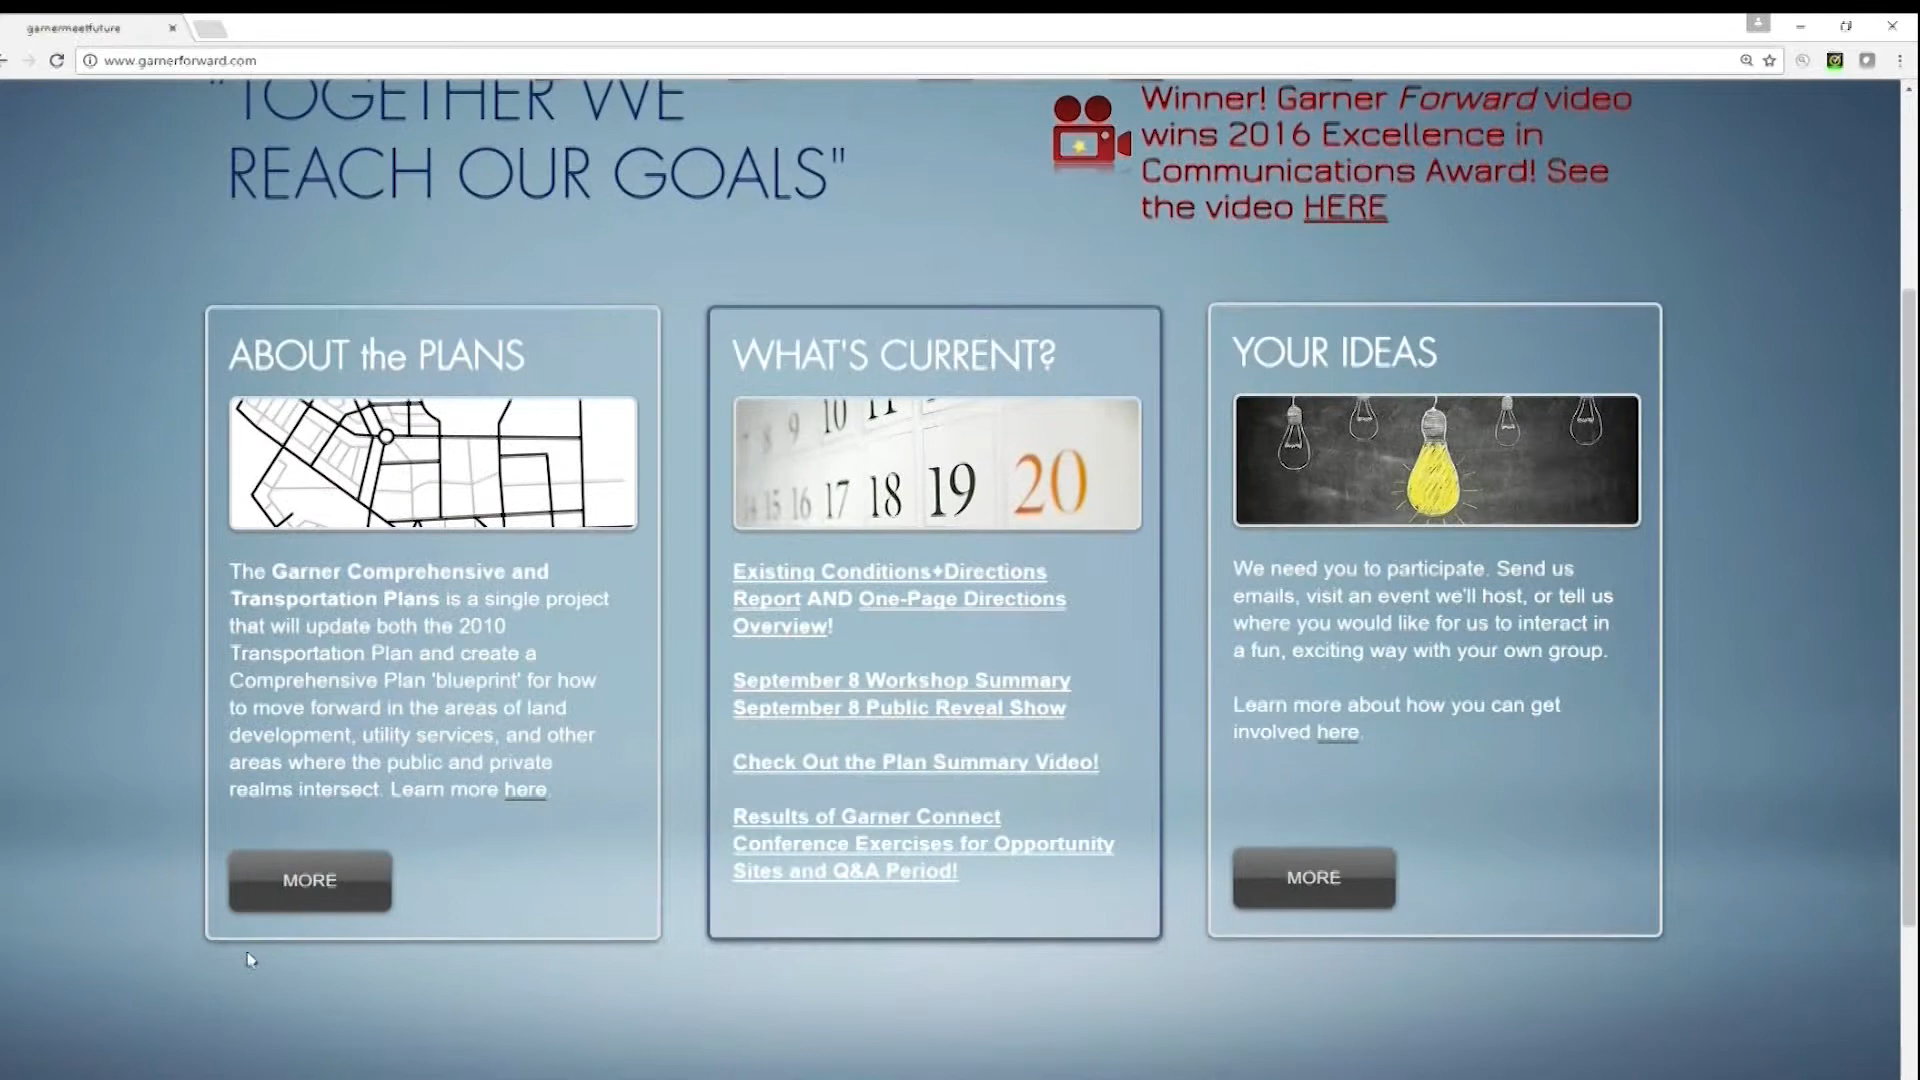 garnermeetfuture
www.garnerforward.com
"TOGETHER WE
REACH OUR GOALS"
Winner! Garner Forward video
wins 2016 Excellence in
Communications Award! See
the video HERE
ABOUT the PLANS
The Garner Comprehensive and
Transportation Plans is a single project
that will update both the 2010
Transportation Plan and create a
Comprehensive Plan 'blueprint' for how
to move forward in the areas of land
development, utility services, and other
areas where the public and private
realms intersect. Learn more here.
MORE
WHAT'S CURRENT?
8 9 10 11
14 15 16 17 18 19 20
Existing Conditions+Directions
Report AND One-Page Directions
Overview!
September 8 Workshop Summary
September 8 Public Reveal Show
Check Out the Plan Summary Video!
Results of Garner Connect
Conference Exercises for Opportunity
Sites and Q&A Period!
YOUR IDEAS
We need you to participate. Send us
emails, visit an event we'll host, or tell us
where you would like for us to interact in
a fun, exciting way with your own group.
Learn more about how you can get
involved here.
MORE